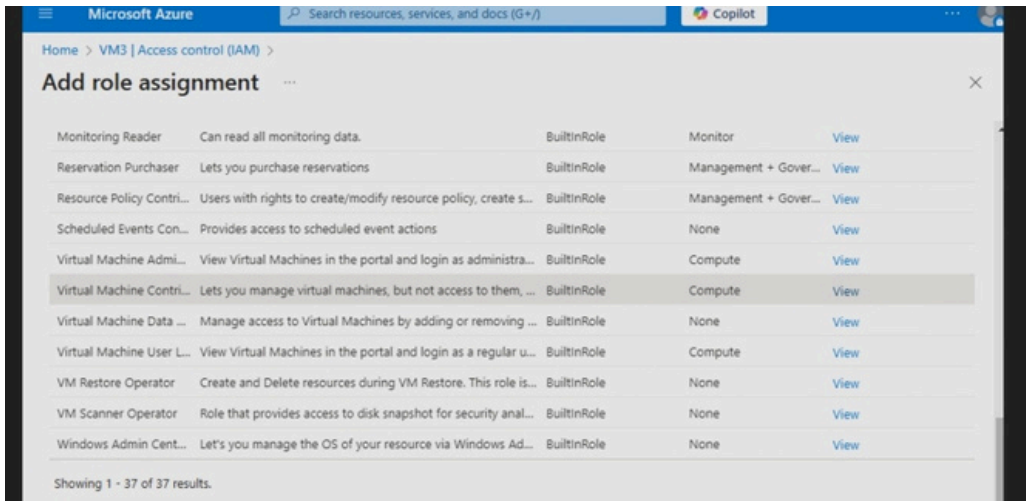 Microsoft Azure
Search resources, services, and docs (G+/)
Copilot
...
Home > VM3 | Access control (IAM) >
Add role assignment ...
Monitoring Reader Can read all monitoring data. BuiltInRole Monitor View
Reservation Purchaser Lets you purchase reservations BuiltInRole Management + Gover... View
Resource Policy Contri... Users with rights to create/modify resource policy, create s... BuiltInRole Management + Gover... View
Scheduled Events Con... Provides access to scheduled event actions BuiltInRole None View
Virtual Machine Admi... View Virtual Machines in the portal and login as administra... BuiltInRole Compute View
Virtual Machine Contri... Lets you manage virtual machines, but not access to them, ... BuiltInRole Compute View
Virtual Machine Data ... Manage access to Virtual Machines by adding or removing ... BuiltInRole None View
Virtual Machine User L... View Virtual Machines in the portal and login as a regular u... BuiltInRole Compute View
VM Restore Operator Create and Delete resources during VM Restore. This role is... BuiltInRole None View
VM Scanner Operator Role that provides access to disk snapshot for security anal... BuiltInRole None View
Windows Admin Cent... Let's you manage the OS of your resource via Windows Ad... BuiltInRole None View
Showing 1 - 37 of 37 results.